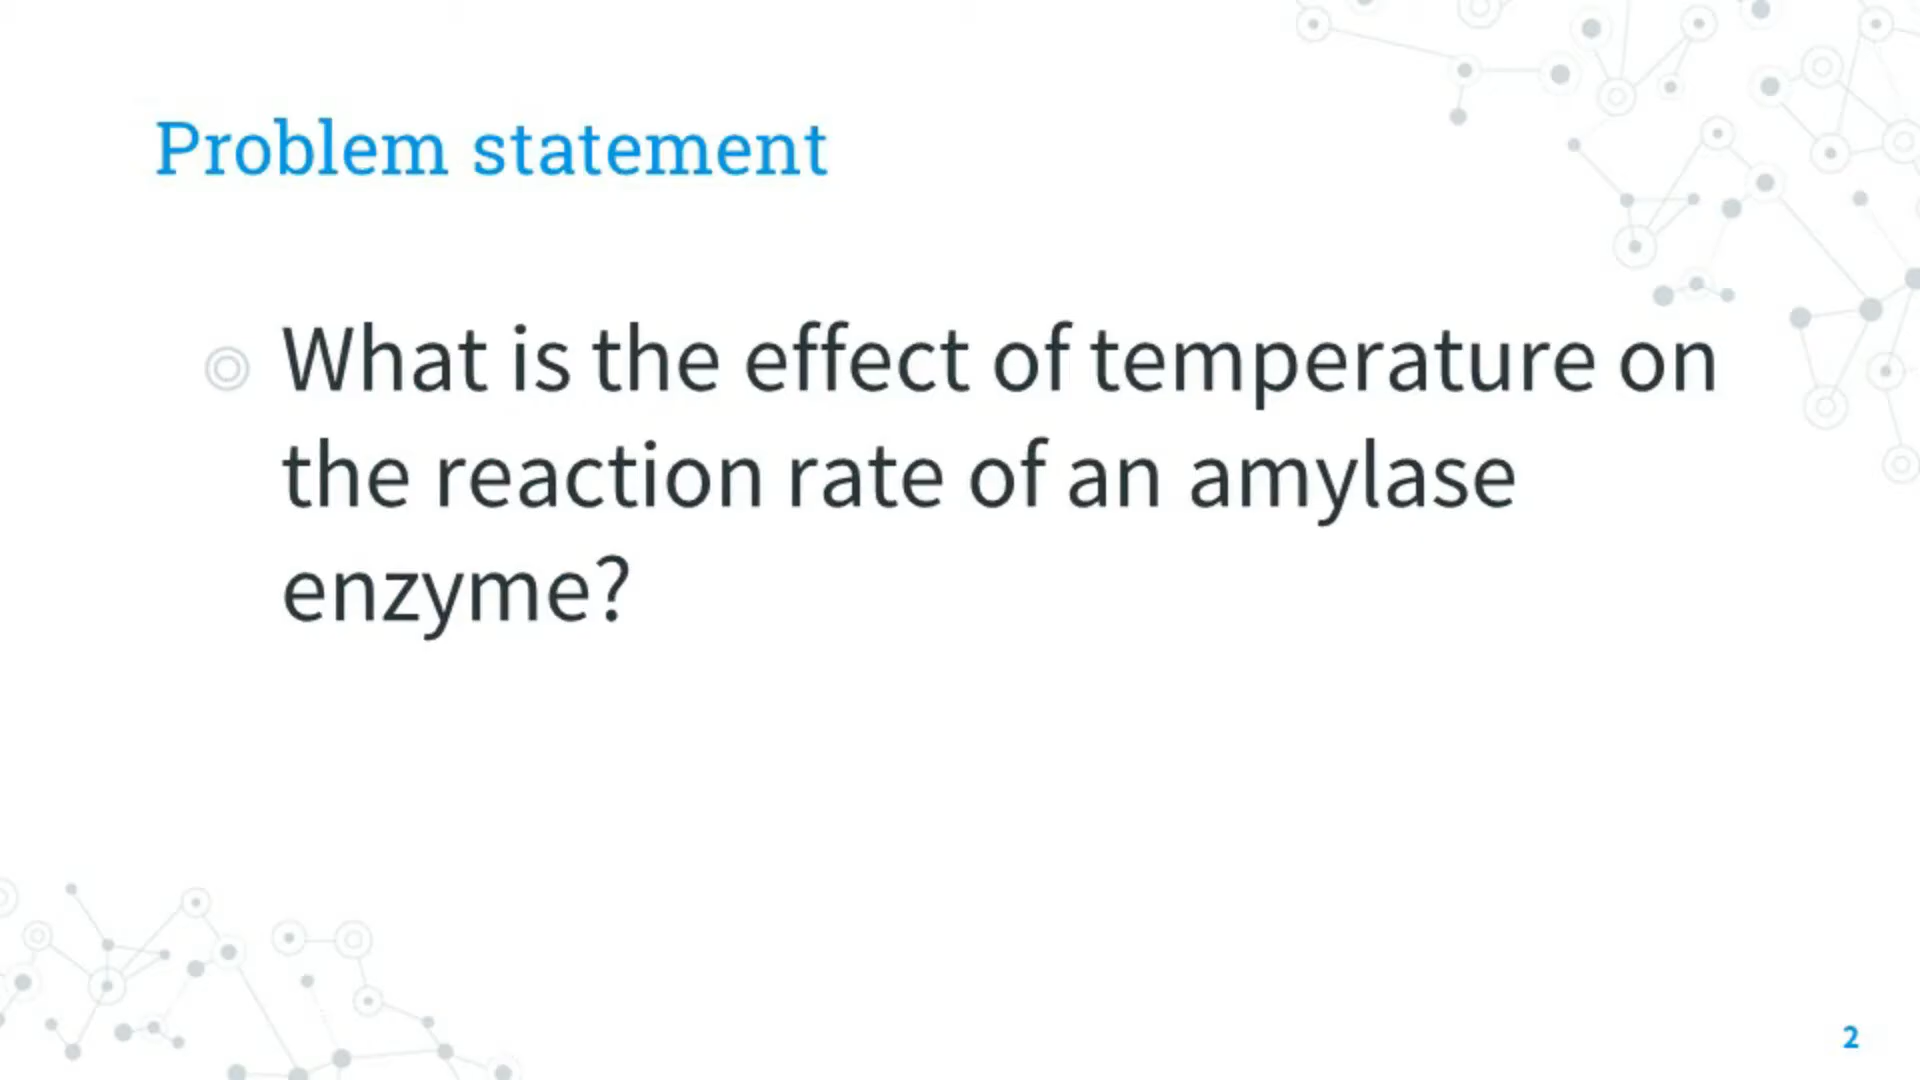 Problem statement
What is the effect of temperature on
the reaction rate of an amylase
enzyme?
2